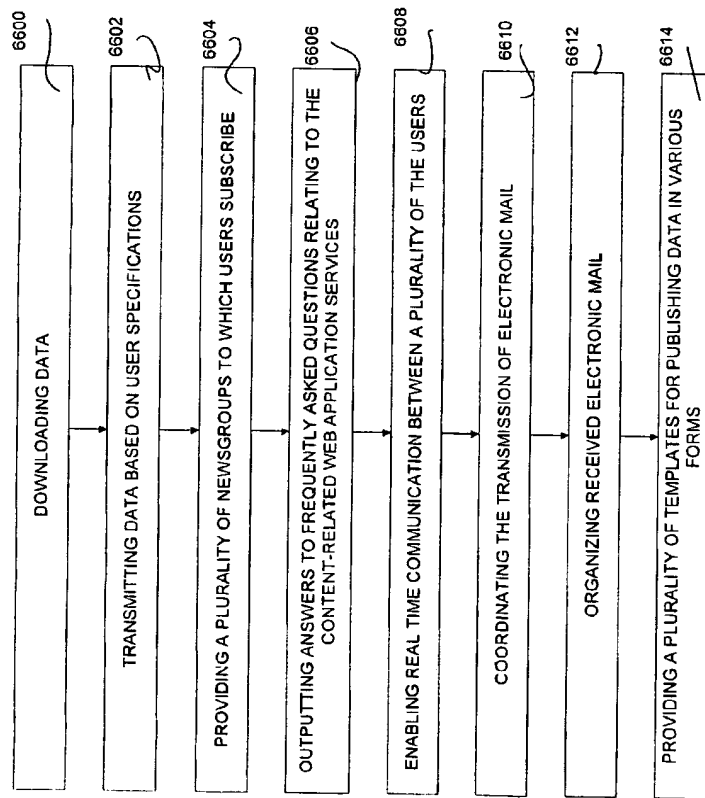 6600
DOWNLOADING DATA
6602
TRANSMITTING DATA BASED ON USER SPECIFICATIONS
6604
PROVIDING A PLURALITY OF NEWSGROUPS TO WHICH USERS SUBSCRIBE
6606
OUTPUTTING ANSWERS TO FREQUENTLY ASKED QUESTIONS RELATING TO THE
CONTENT-RELATED WEB APPLICATION SERVICES
6608
ENABLING REAL TIME COMMUNICATION BETWEEN A PLURALITY OF THE USERS
6610
COORDINATING THE TRANSMISSION OF ELECTRONIC MAIL
6612
ORGANIZING RECEIVED ELECTRONIC MAIL
6614
PROVIDING A PLURALITY OF TEMPLATES FOR PUBLISHING DATA IN VARIOUS
FORMS